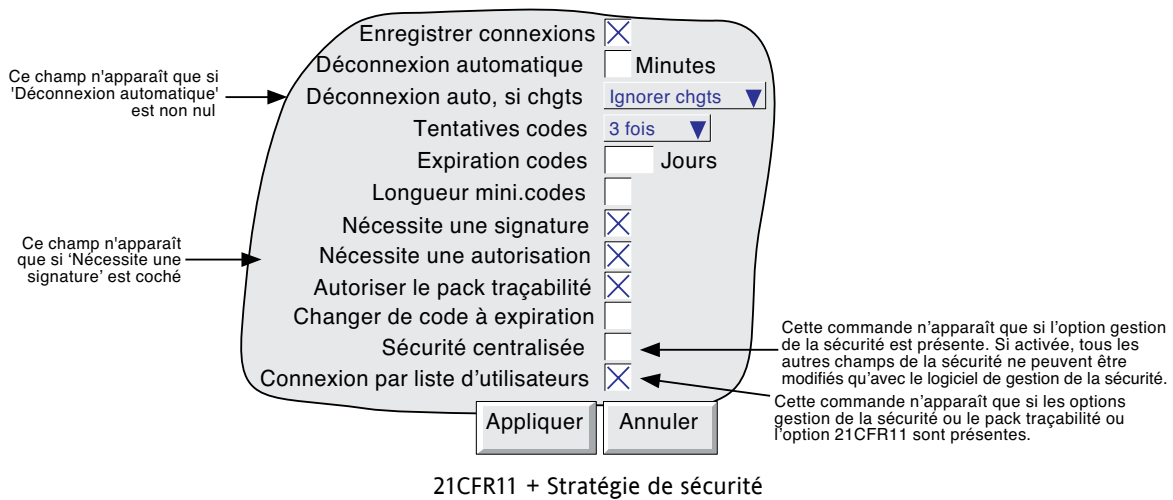 Enregistrer connexions
Déconnexion automatique Minutes
Ce champ n'apparaît que si
'Déconnexion automatique'
est non nul
Déconnexion auto, si chgts Ignorer chgts
Tentatives codes 3 fois
Expiration codes Jours
Longueur mini.codes
Nécessite une signature
Ce champ n'apparaît
que si ‘Nécessite une
signature’ est coché
Nécessite une autorisation
Autoriser le pack traçabilité
Changer de code à expiration
Sécurité centralisée
Cette commande n’apparaît que si l’option gestion
de la sécurité est présente. Si activée, tous les
autres champs de la sécurité ne peuvent être
modifiés qu’avec le logiciel de gestion de la sécurité.
Connexion par liste d’utilisateurs
Cette commande n’apparaît que si les options
gestion de la sécurité ou le pack traçabilité ou
l’option 21CFR11 sont présentes.
Appliquer Annuler
21CFR11 + Stratégie de sécurité